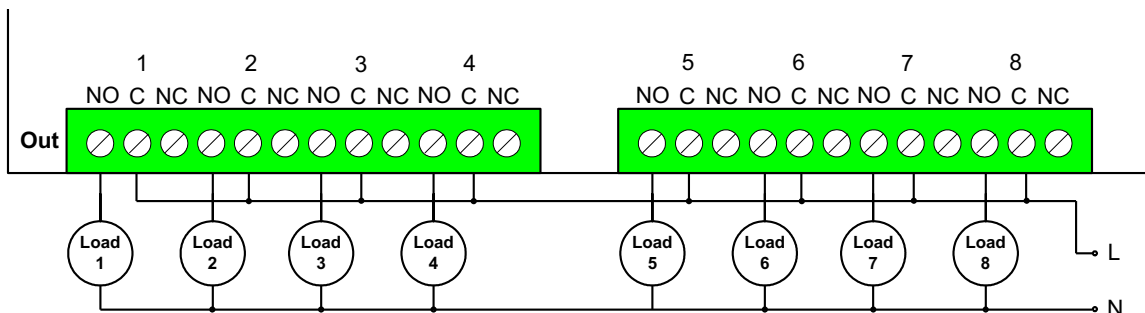 1 2 3 4 5 6 7 8
NO C NC NO C NC NO C NC NO C NC NO C NC NO C NC NO C NC NO C NC
Out
Load Load Load Load Load Load Load Load
1 2 3 4 5 6 7 8
L
N